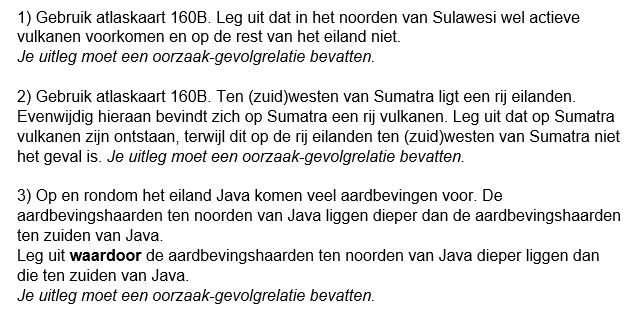 1) Gebruik atlaskaart 160B. Leg uit dat in het noorden van Sulawesi wel actieve
vulkanen voorkomen en op de rest van het eiland niet.
Je uitleg moet een oorzaak-gevolgrelatie bevatten.
2) Gebruik atlaskaart 160B. Ten (zuid)westen van Sumatra ligt een rij eilanden.
Evenwijdig hieraan bevindt zich op Sumatra een rij vulkanen. Leg uit dat op Sumatra
vulkanen zijn ontstaan, terwijl dit op de rij eilanden ten (zuid)westen van Sumatra niet
het geval is. Je uitleg moet een oorzaak-gevolgrelatie bevatten.
3) Op en rondom het eiland Java komen veel aardbevingen voor. De
aardbevingshaarden ten noorden van Java liggen dieper dan de aardbevingshaarden
ten zuiden van Java.
Leg uit waardoor de aardbevingshaarden ten noorden van Java dieper liggen dan
die ten zuiden van Java.
Je uitleg moet een oorzaak-gevolgrelatie bevatten.